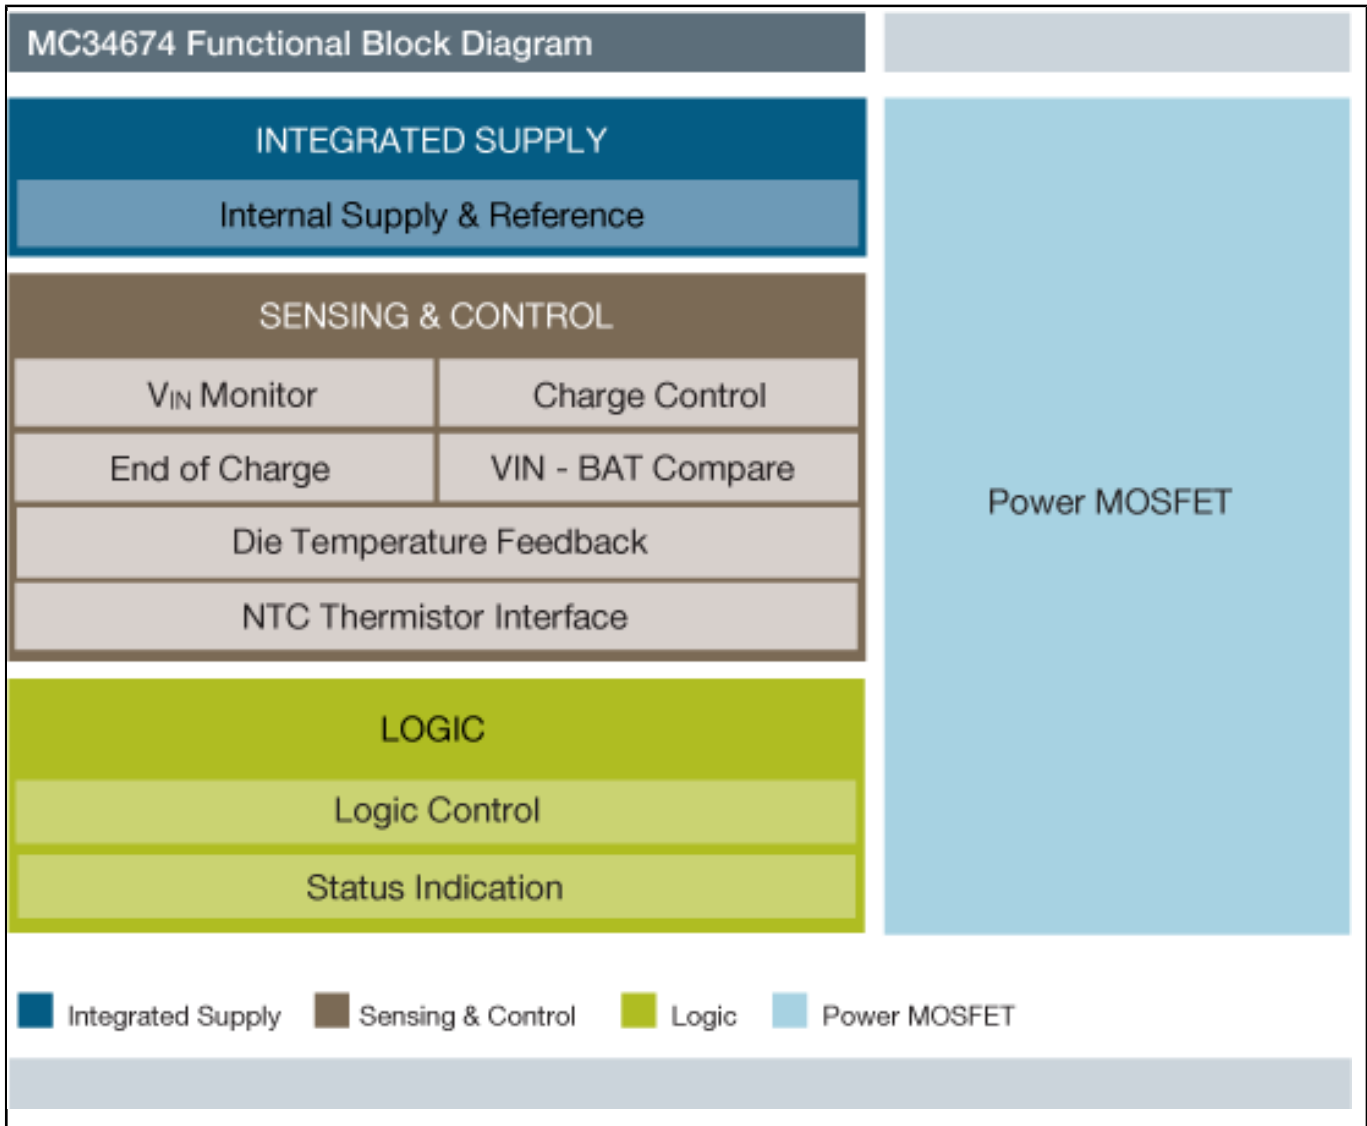 MC34674 Functional Block Diagram
INTEGRATED SUPPLY
Internal Supply & Reference
SENSING & CONTROL
VIN Monitor
Charge Control
End of Charge
VIN - BAT Compare
Die Temperature Feedback
NTC Thermistor Interface
LOGIC
Logic Control
Status Indication
Power MOSFET
Integrated Supply
Sensing & Control
Logic
Power MOSFET